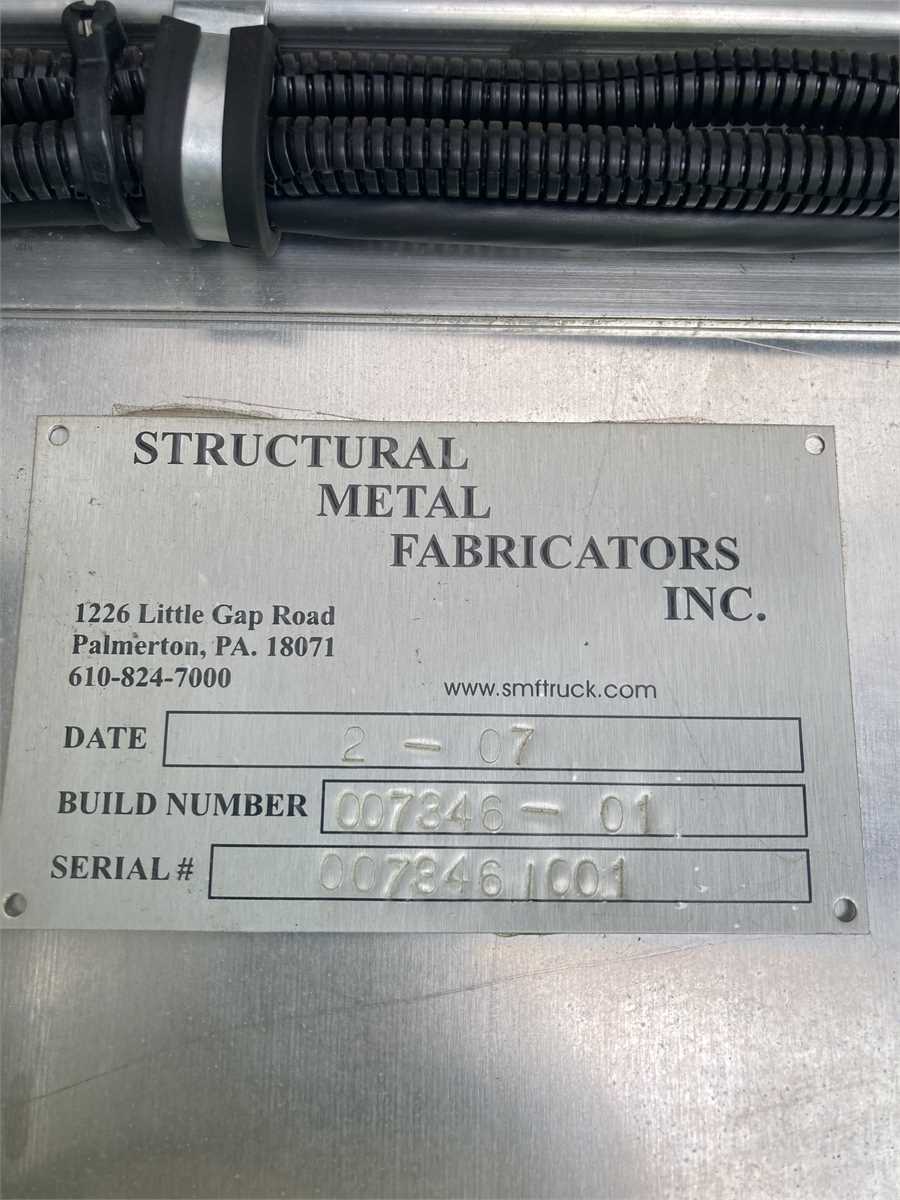 STRUCTURAL
METAL
FABRICATORS
INC.
1226 Little Gap Road
Palmerton, PA. 18071
610-824-7000
www.smftruck.com
DATE 2 - 07
BUILD NUMBER 007346 - 01
SERIAL # 007346 1001